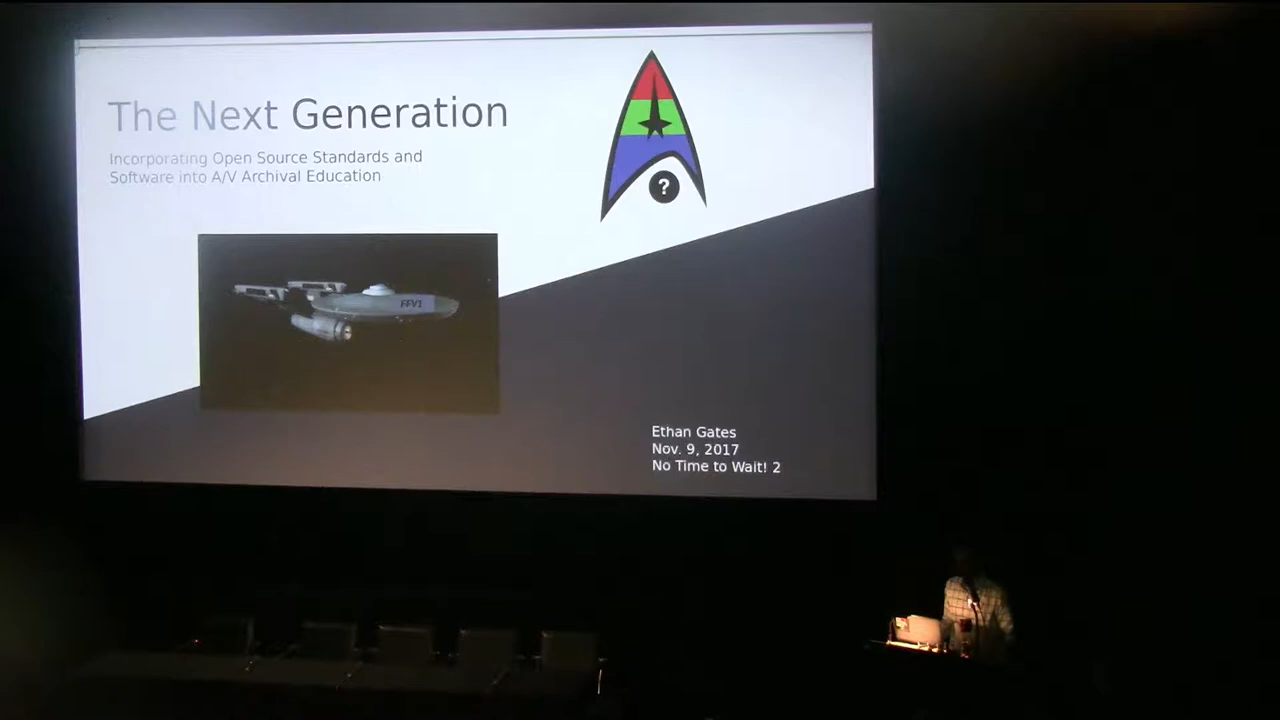 The Next Generation
Incorporating Open Source Standards and
Software into A/V Archival Education
?
FFV1
Ethan Gates
Nov. 9, 2017
No Time to Wait! 2